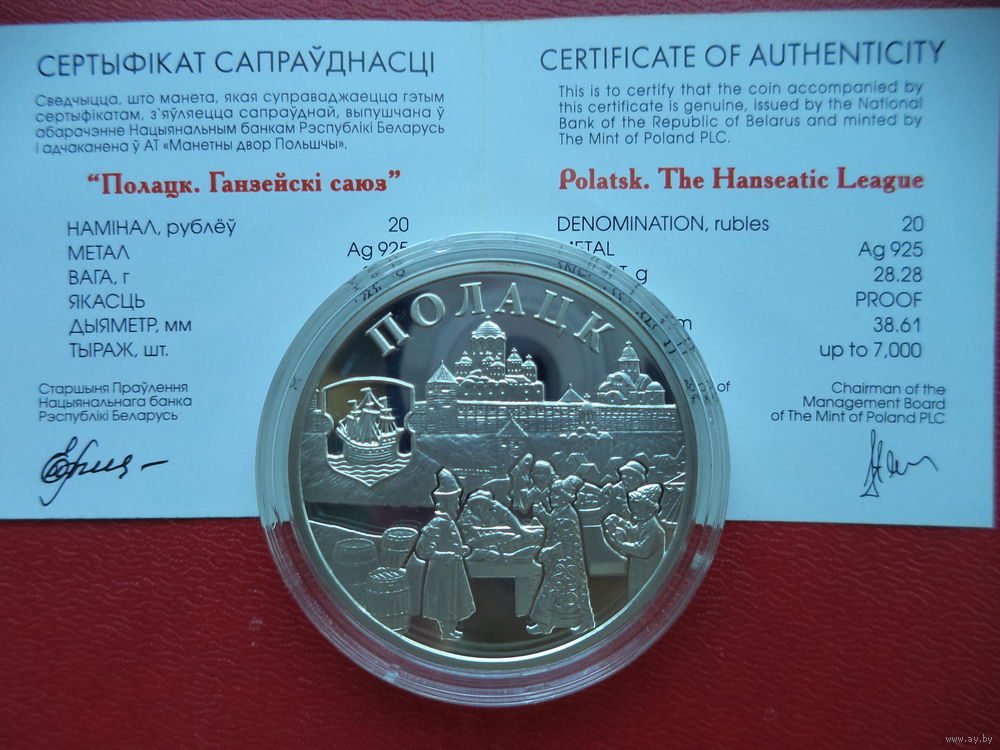 СЕРТЫФІКАТ САПРАЎДНАСЦІ
Сведчыцца, што манета, якая суправаджаецца гэтым
сертыфікатам, з'яўляецца сапраўднай, выпушчана ў
абарачэнне Нацыянальным банкам Рэспублікі Беларусь
і адчаканена ў АТ «Манетны двор Польшчы».
“Полацк. Ганзейскі саюз”
НАМІНАЛ, рублёў 20
МЕТАЛ Ag 925
ВАГА, г
ЯКАСЦЬ
ДЫЯМЕТР, мм
ТЫРАЖ, шт.
Старшыня Праўлення
Нацыянальнага банка
Рэспублікі Беларусь
CERTIFICATE OF AUTHENTICITY
This is to certify that the coin accompanied by
this certificate is genuine, issued by the National
Bank of the Republic of Belarus and minted by
The Mint of Poland PLC.
Polatsk. The Hanseatic League
DENOMINATION, rubles 20
METAL Ag 925
g 28.28
PROOF
38.61
up to 7,000
Chairman of the
Management Board
of The Mint of Poland PLC
ПОЛАЦК
www.ay.by